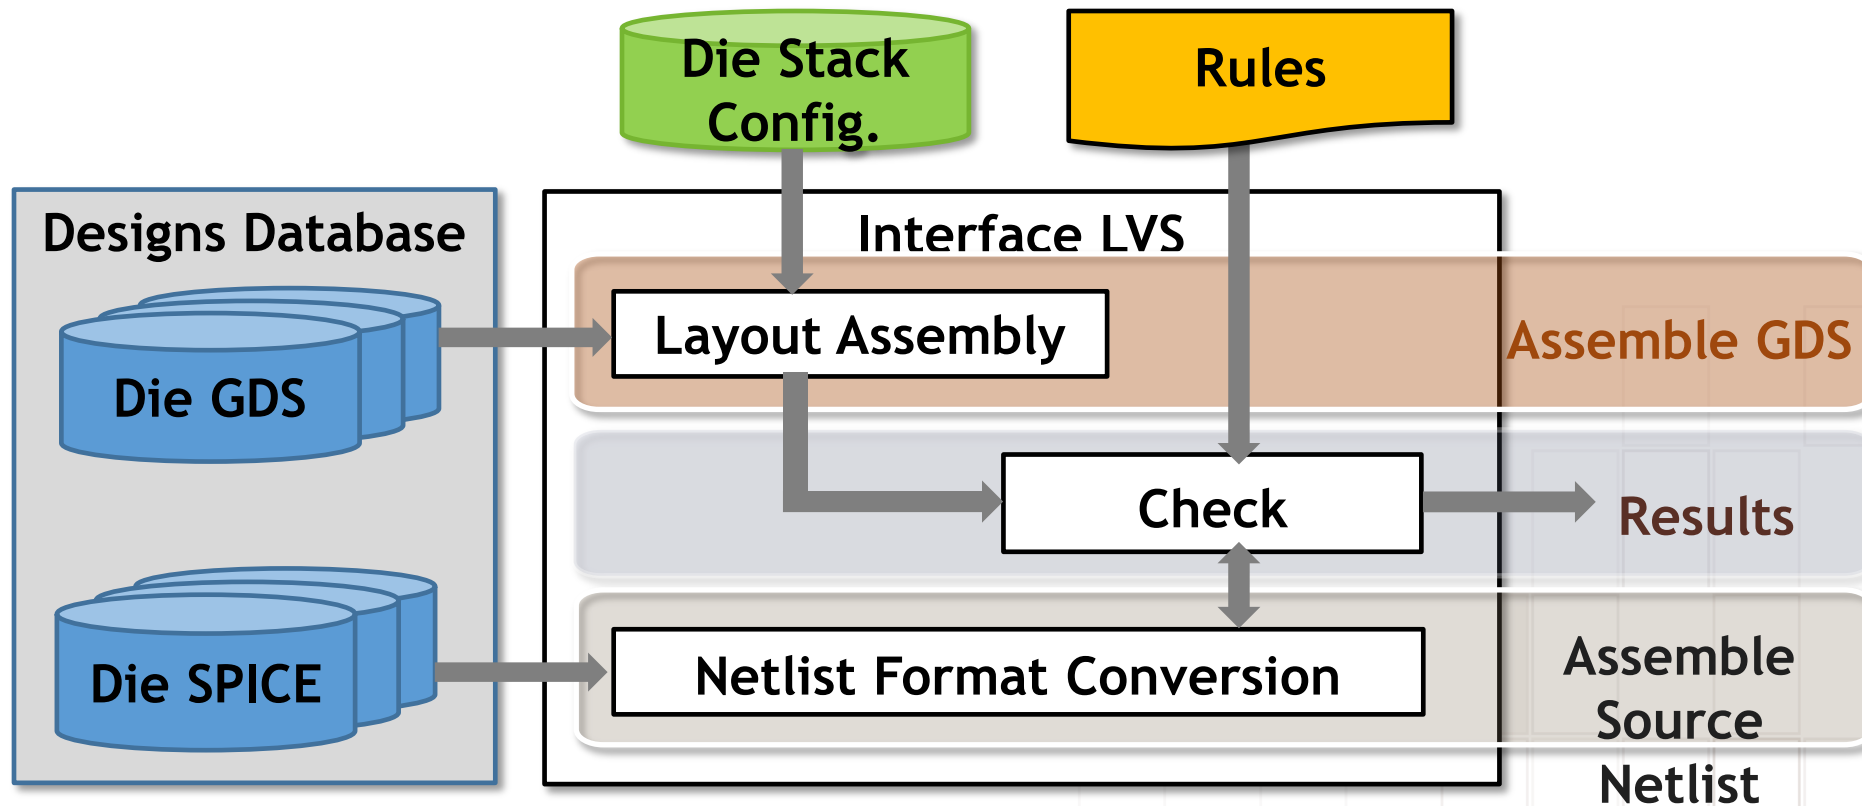 Die Stack
Config.
Rules
Designs Database
Interface LVS
Die GDS
Layout Assembly
Assemble GDS
Check
Results
Die SPICE
Netlist Format Conversion
Assemble
Source
Netlist